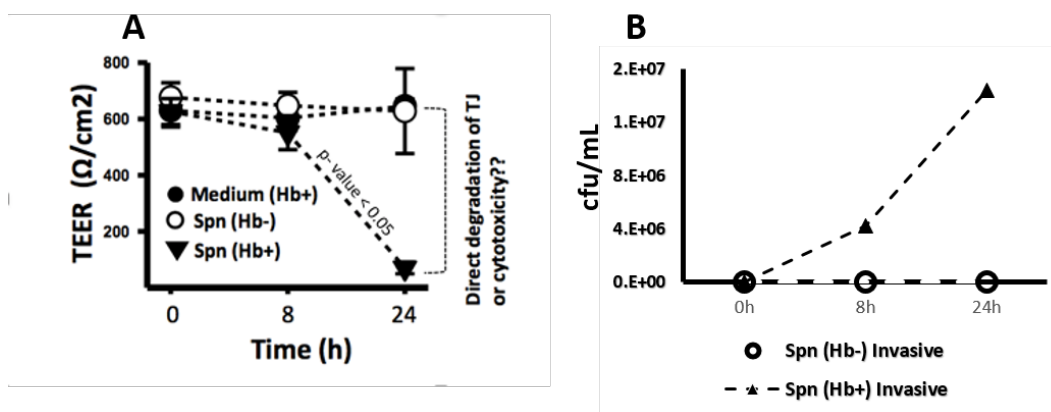 A
800
600
400
200
TEER (Ω/cm2)
Medium (Hb+)
Spn (Hb-)
Spn (Hb+)
p- value < 0.05
Direct degradation of TJ
or cytotoxicity??
0 8 24
Time (h)
B
2.E+07
1.E+07
8.E+06
4.E+06
0.E+00
cfu/mL
0h 8h 24h
Spn (Hb-) Invasive
Spn (Hb+) Invasive